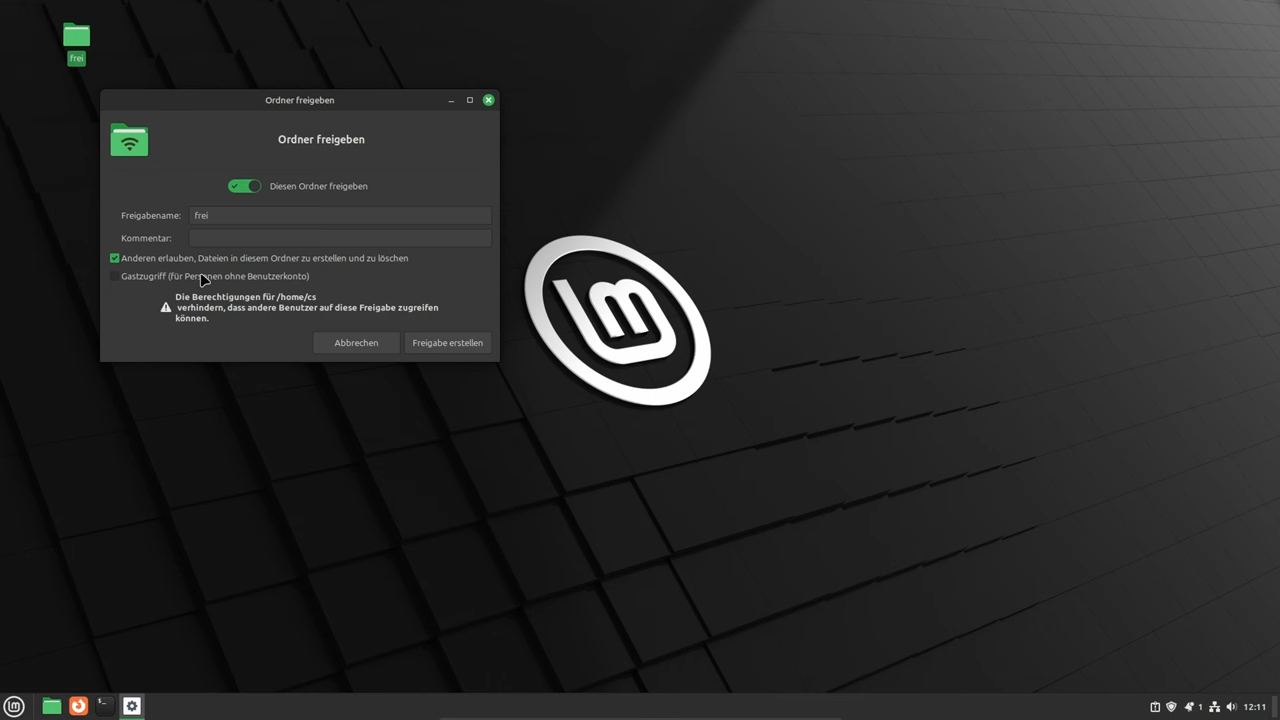 frei
Ordner freigeben
Ordner freigeben
Diesen Ordner freigeben
Freigabename: frei
Kommentar:
Anderen erlauben, Dateien in diesem Ordner zu erstellen und zu löschen
Gastzugriff (für Personen ohne Benutzerkonto)
Die Berechtigungen für /home/cs
verhindern, dass andere Benutzer auf diese Freigabe zugreifen
können.
Abbrechen Freigabe erstellen
1 12:11